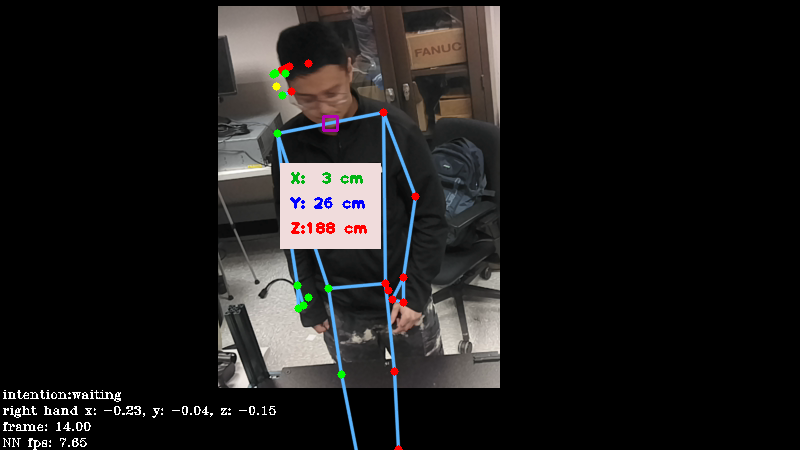 FANUC
X: 3 cm
Y: 26 cm
Z:188 cm
intention:waiting
right hand x: -0.23, y: -0.04, z: -0.15
frame: 14.00
NN fps: 7.65